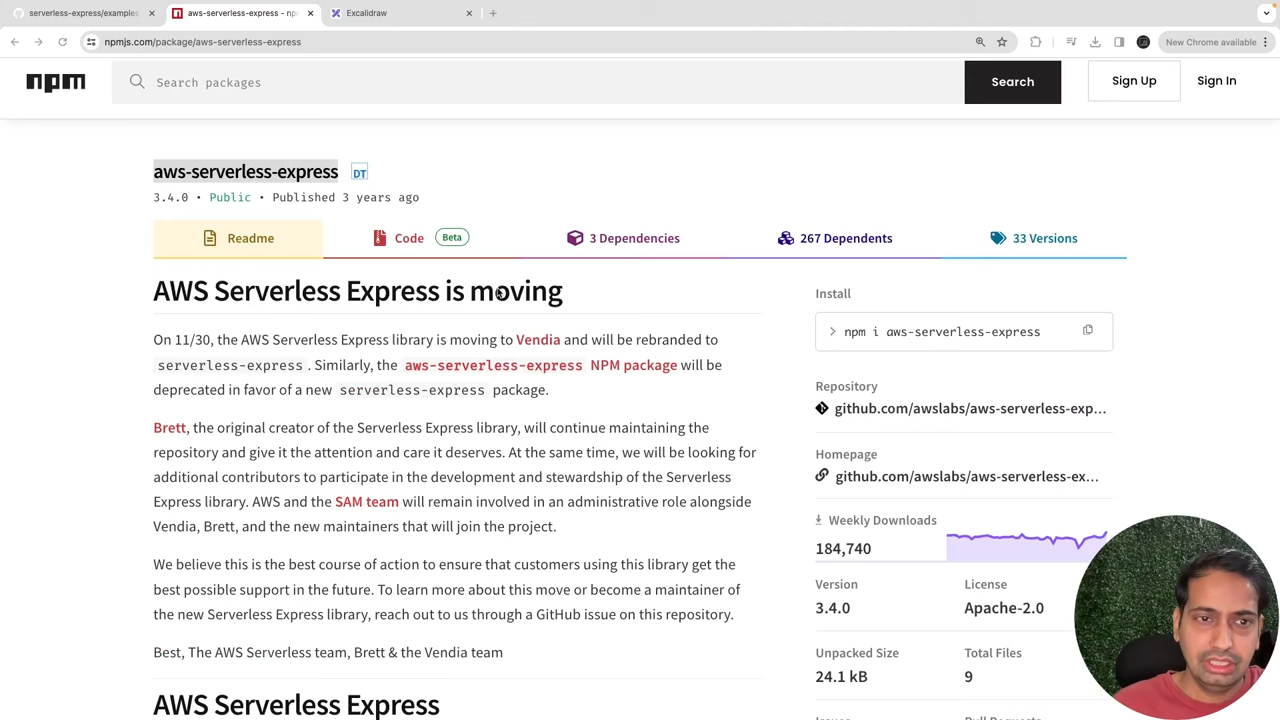 serverless-express/examples
aws-serverless-express - np
Excalidraw
npmjs.com/package/aws-serverless-express
New Chrome available
npm
Search packages
Search
Sign Up
Sign In
aws-serverless-express
DT
3.4.0 • Public • Published 3 years ago
Readme
Code
Beta
3 Dependencies
267 Dependents
33 Versions
AWS Serverless Express is moving
On 11/30, the AWS Serverless Express library is moving to Vendia and will be rebranded to
serverless-express. Similarly, the aws-serverless-express NPM package will be
deprecated in favor of a new serverless-express package.
Brett, the original creator of the Serverless Express library, will continue maintaining the
repository and give it the attention and care it deserves. At the same time, we will be looking for
additional contributors to participate in the development and stewardship of the Serverless
Express library. AWS and the SAM team will remain involved in an administrative role alongside
Vendia, Brett, and the new maintainers that will join the project.
We believe this is the best course of action to ensure that customers using this library get the
best possible support in the future. To learn more about this move or become a maintainer of
the new Serverless Express library, reach out to us through a GitHub issue on this repository.
Best, The AWS Serverless team, Brett & the Vendia team
AWS Serverless Express
Install
> npm i aws-serverless-express
Repository
github.com/awslabs/aws-serverless-exp...
Homepage
github.com/awslabs/aws-serverless-ex...
Weekly Downloads
184,740
Version
3.4.0
License
Apache-2.0
Unpacked Size
24.1 kB
Total Files
9